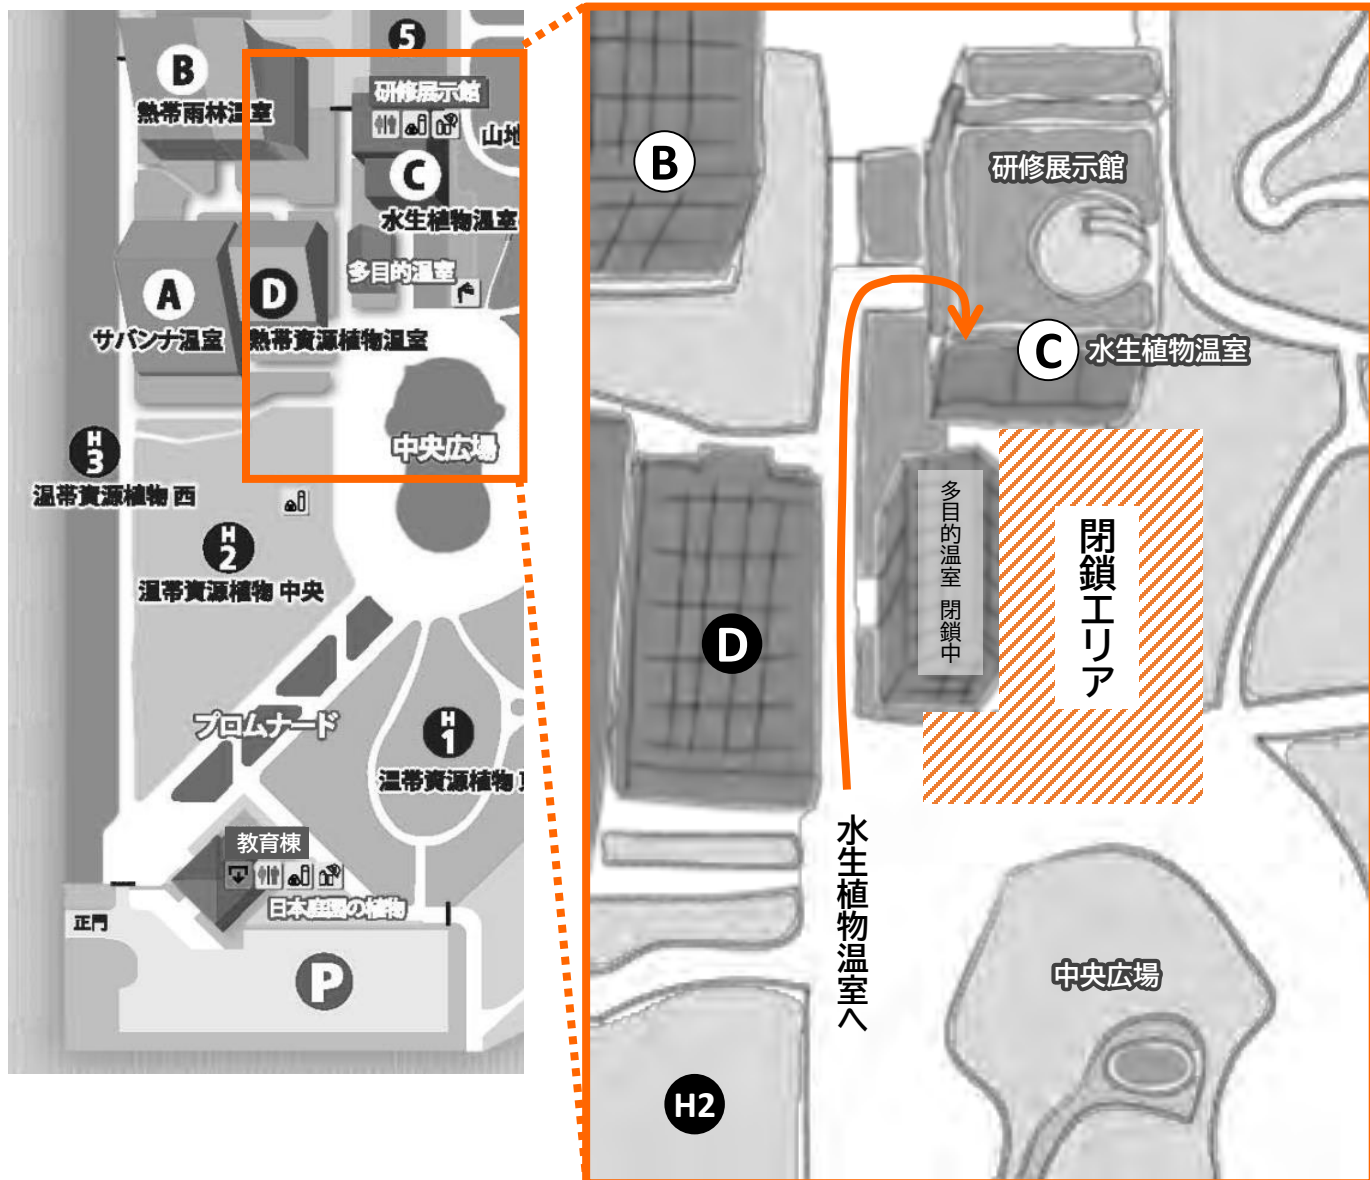 5
B
熱帯雨林温室
研修展示館
山地
C
水生植物温室
A
サバンナ温室
D
熱帯資源植物温室
多目的温室
中央広場
H3
温帯資源植物 西
H2
温帯資源植物 中央
プロムナード
H1
温帯資源植物
教育棟
日本庭園の植物
正門
P
B
研修展示館
C
水生植物温室
多目的温室 閉鎖中
閉鎖エリア
D
水生植物温室へ
中央広場
H2